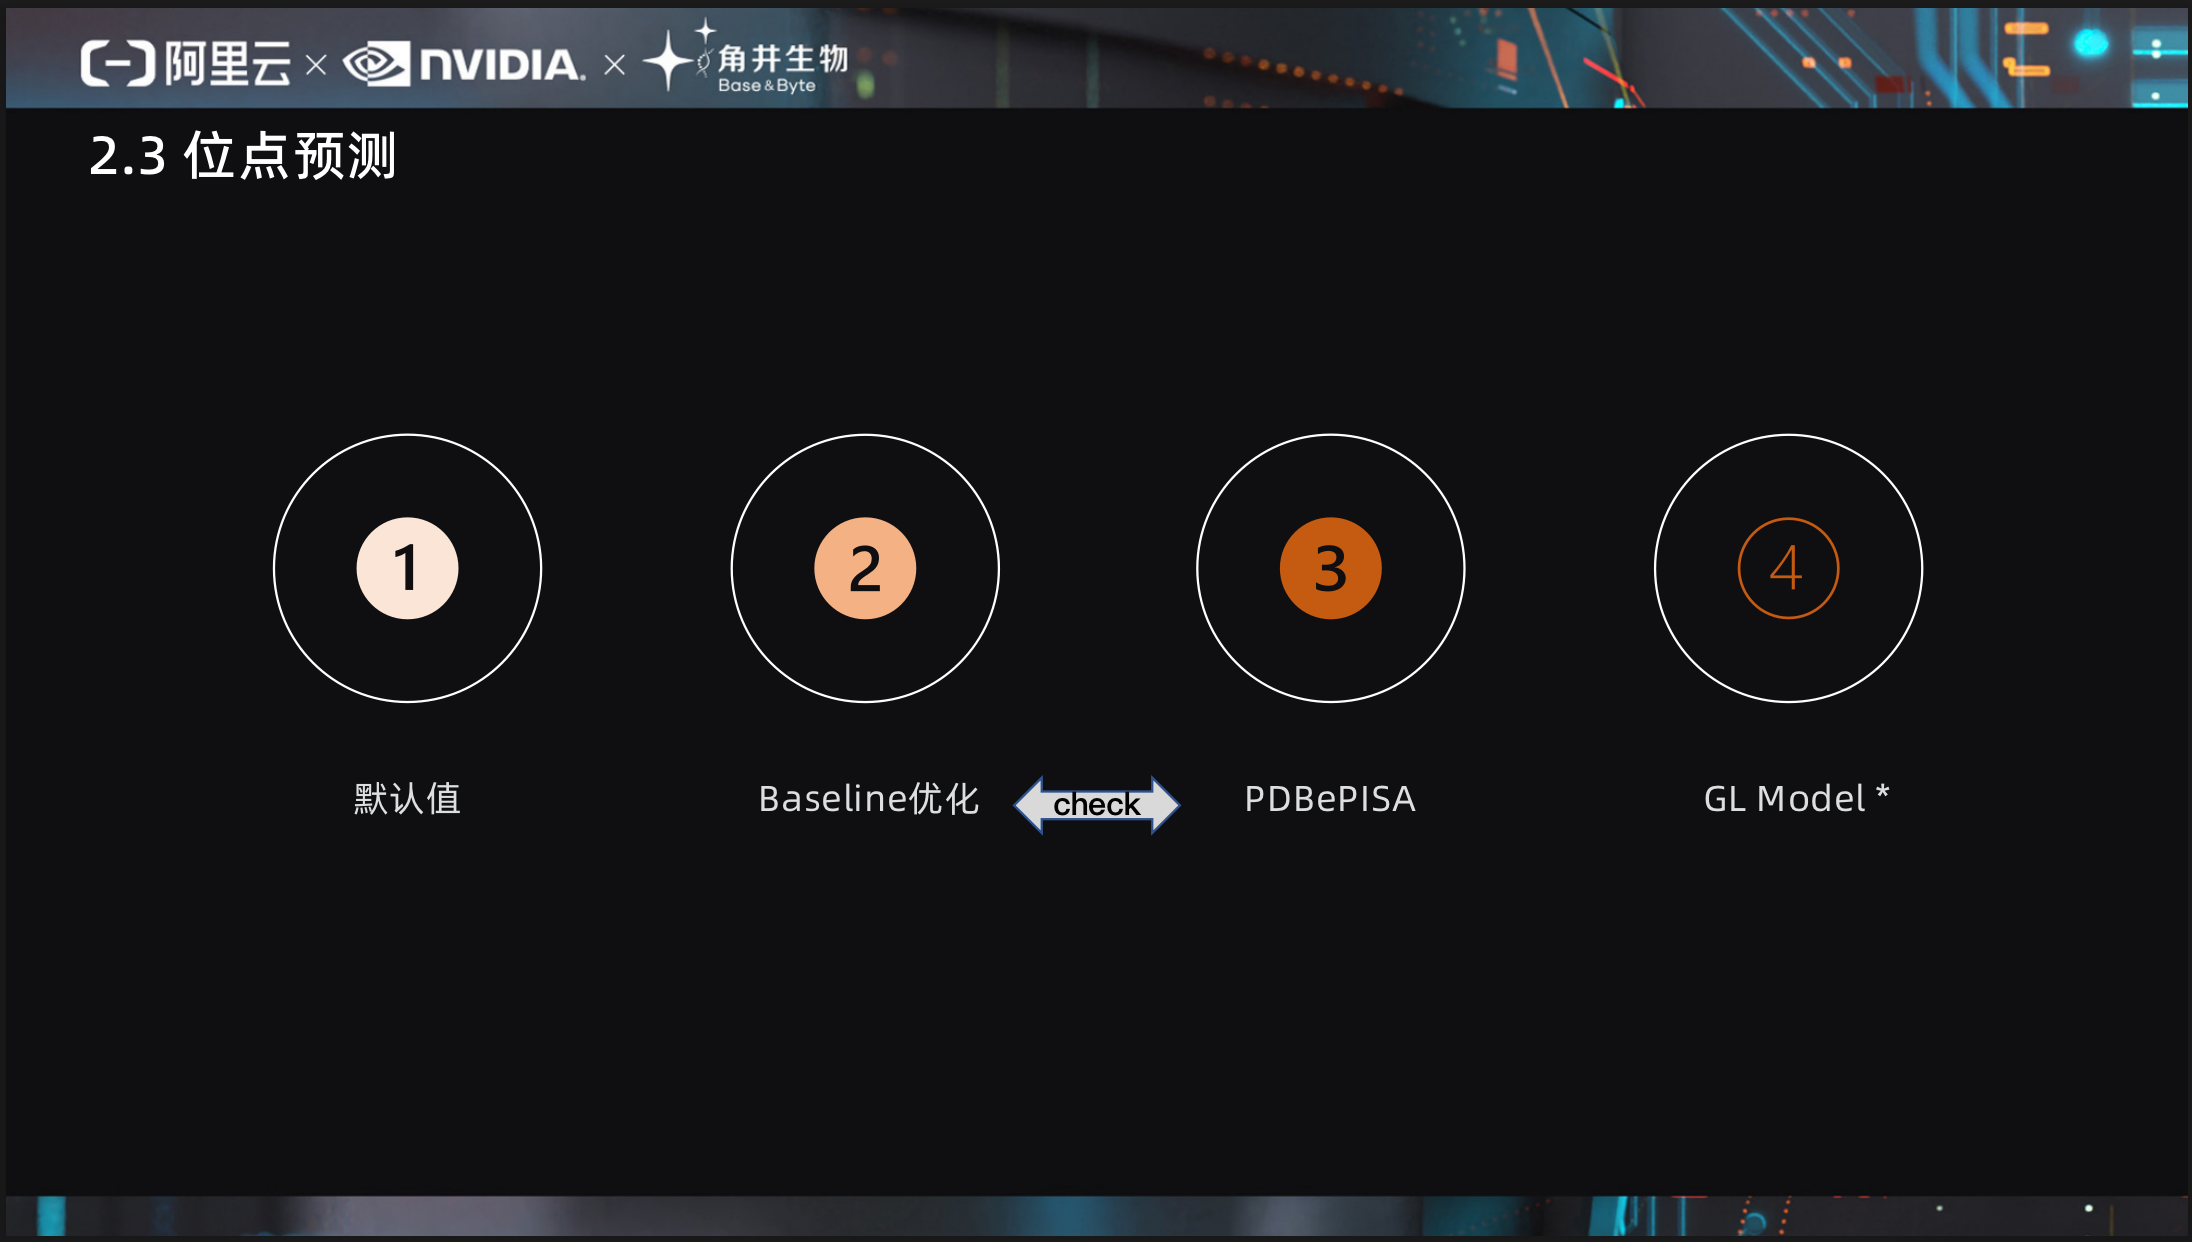 阿里云 × NVIDIA. × 角井生物
Base&Byte
2.3 位点预测
1 2 3 4
默认值 Baseline优化 check PDBePISA GL Model *